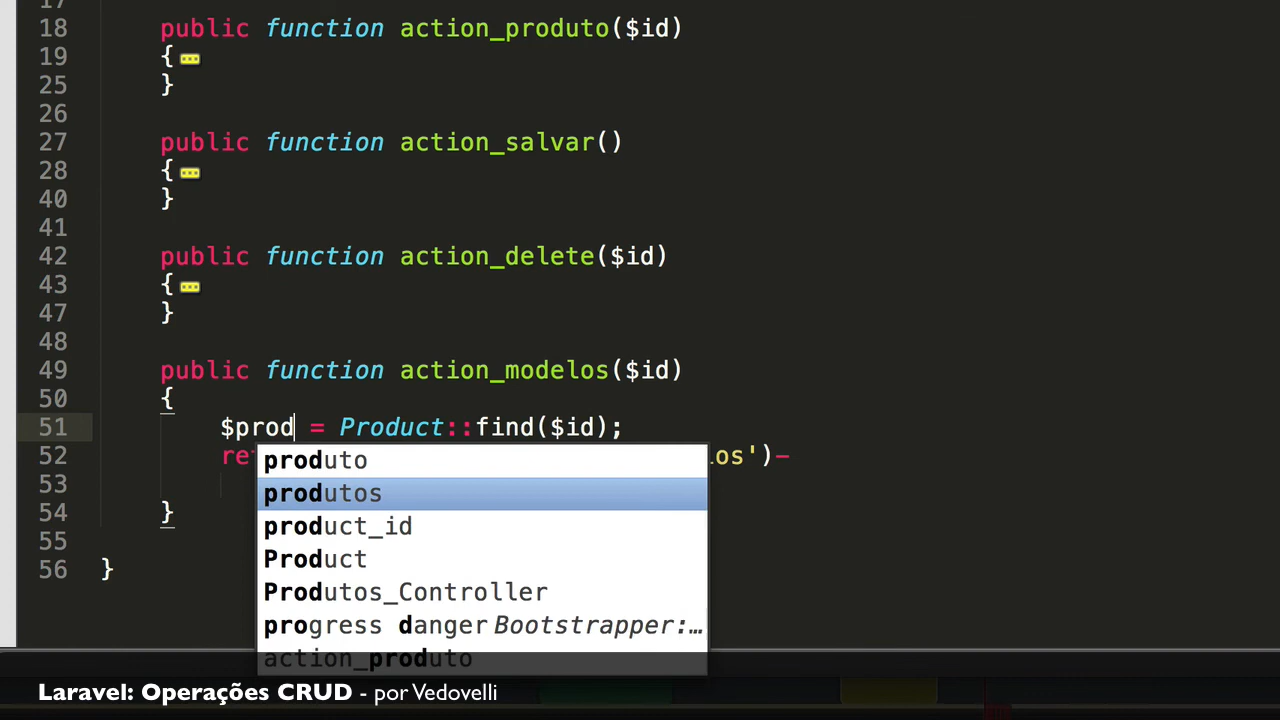 17
18 public function action_produto($id)
19 {
25 }
26
27 public function action_salvar()
28 {
40 }
41
42 public function action_delete($id)
43 {
47 }
48
49 public function action_modelos($id)
50 {
51 $prod = Product::find($id);
52 re los')-
produto
53
produtos
54 }
product_id
55
Product
56 }
Produtos_Controller
progress danger Bootstrapper:…
action_produto
Laravel: Operações CRUD - por Vedovelli